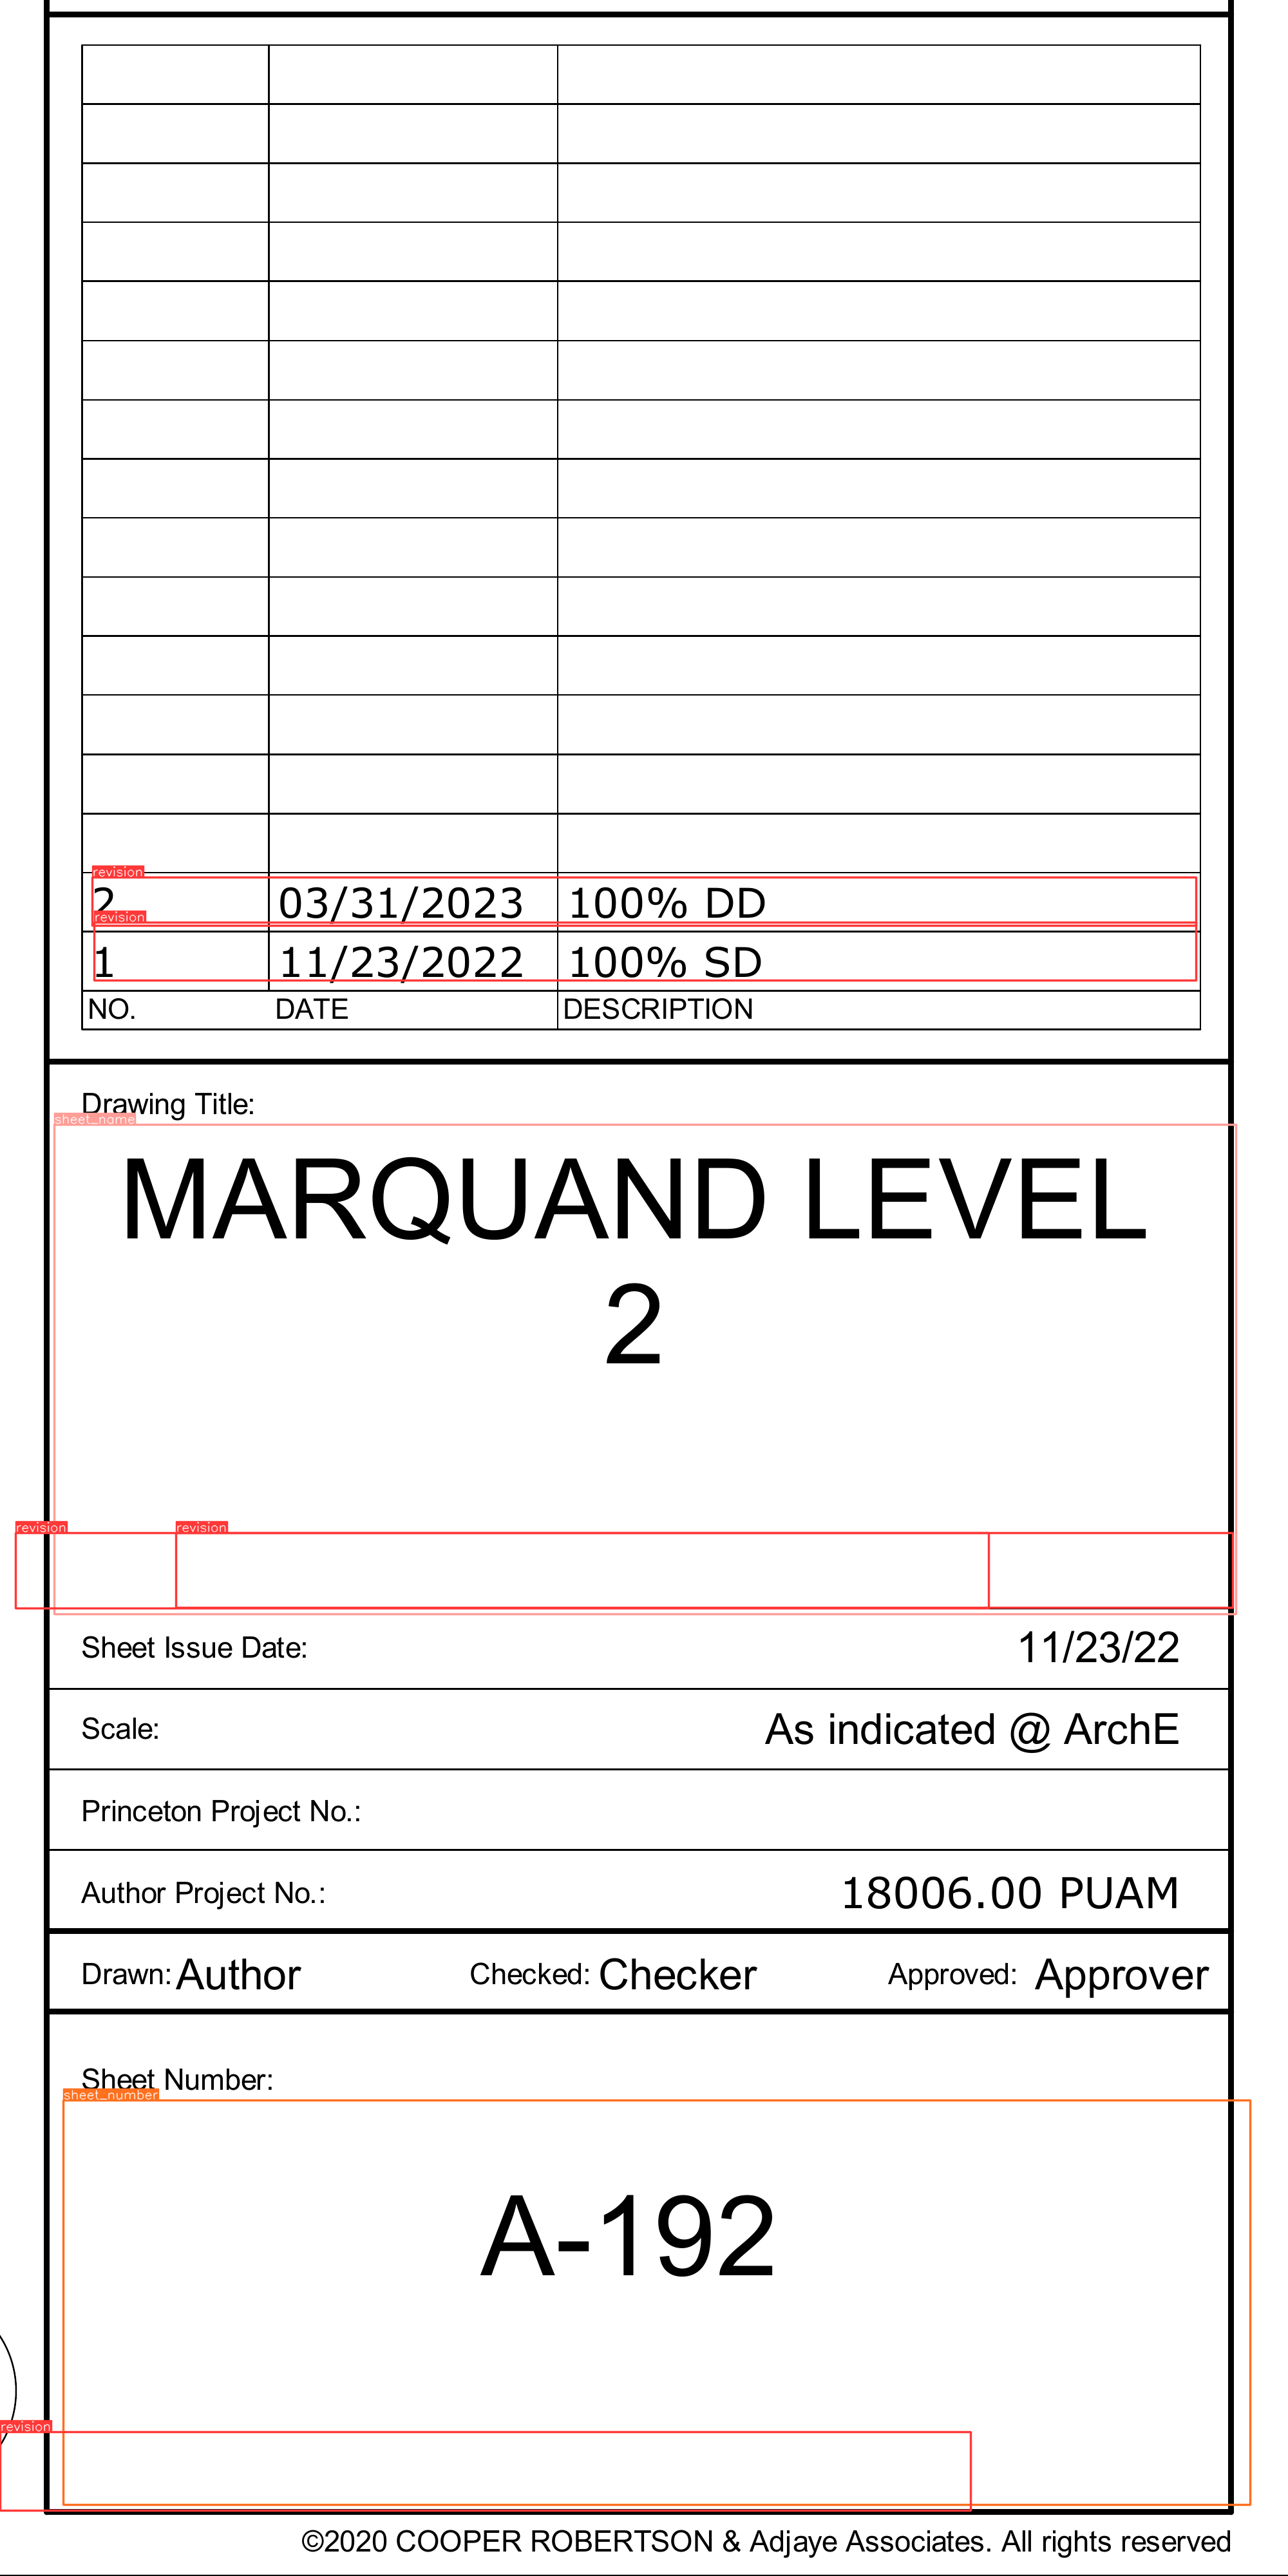 revision
2 03/31/2023 100% DD
revision
1 11/23/2022 100% SD
NO. DATE DESCRIPTION
Drawing Title:
sheet_name
MARQUAND LEVEL
2
revision revision
Sheet Issue Date: 11/23/22
Scale: As indicated @ ArchE
Princeton Project No.:
Author Project No.: 18006.00 PUAM
Drawn: Author Checked: Checker Approved: Approver
Sheet Number:
sheet_number
A-192
revision
©2020 COOPER ROBERTSON & Adjaye Associates. All rights reserved